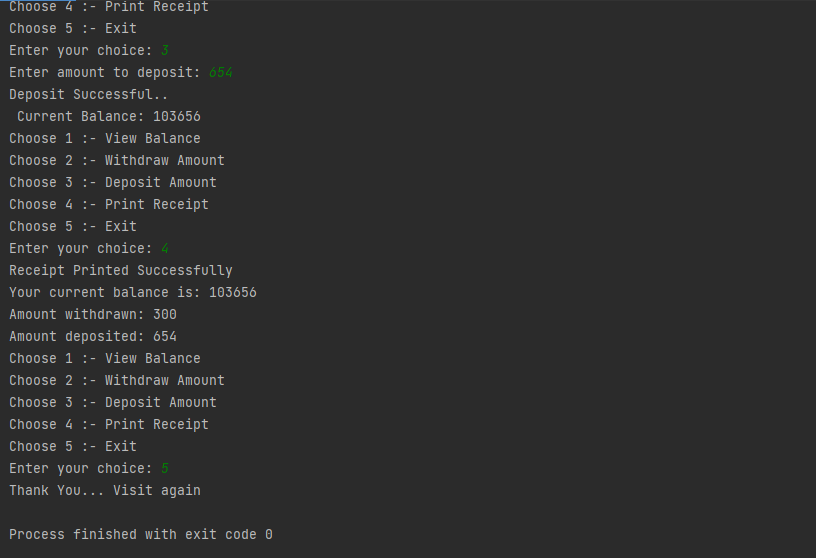 Choose 4 :- Print Receipt
Choose 5 :- Exit
Enter your choice: 3
Enter amount to deposit: 654
Deposit Successful..
 Current Balance: 103656
Choose 1 :- View Balance
Choose 2 :- Withdraw Amount
Choose 3 :- Deposit Amount
Choose 4 :- Print Receipt
Choose 5 :- Exit
Enter your choice: 4
Receipt Printed Successfully
Your current balance is: 103656
Amount withdrawn: 300
Amount deposited: 654
Choose 1 :- View Balance
Choose 2 :- Withdraw Amount
Choose 3 :- Deposit Amount
Choose 4 :- Print Receipt
Choose 5 :- Exit
Enter your choice: 5
Thank You... Visit again
Process finished with exit code 0